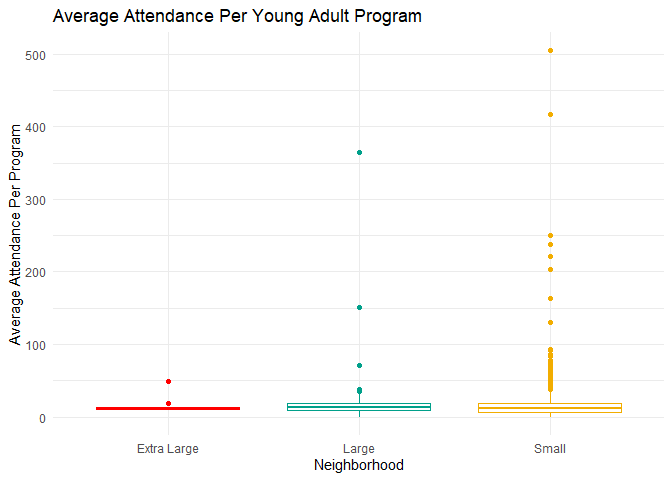 Average Attendance Per Young Adult Program
Average Attendance Per Program
500
400
300
200
100
0
Extra Large
Large
Small
Neighborhood